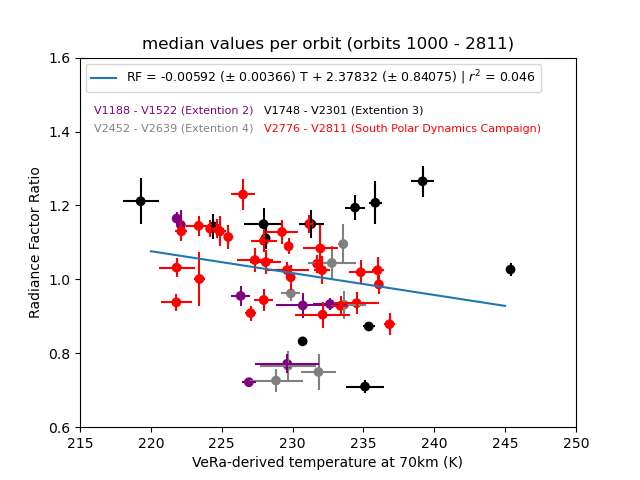 median values per orbit (orbits 1000 - 2811)
RF = -0.00592 (± 0.00366) T + 2.37832 (± 0.84075) | r² = 0.046
V1188 - V1522 (Extention 2) V1748 - V2301 (Extention 3)
V2452 - V2639 (Extention 4) V2776 - V2811 (South Polar Dynamics Campaign)
Radiance Factor Ratio
1.6
1.4
1.2
1.0
0.8
0.6
215 220 225 230 235 240 245 250
VeRa-derived temperature at 70km (K)